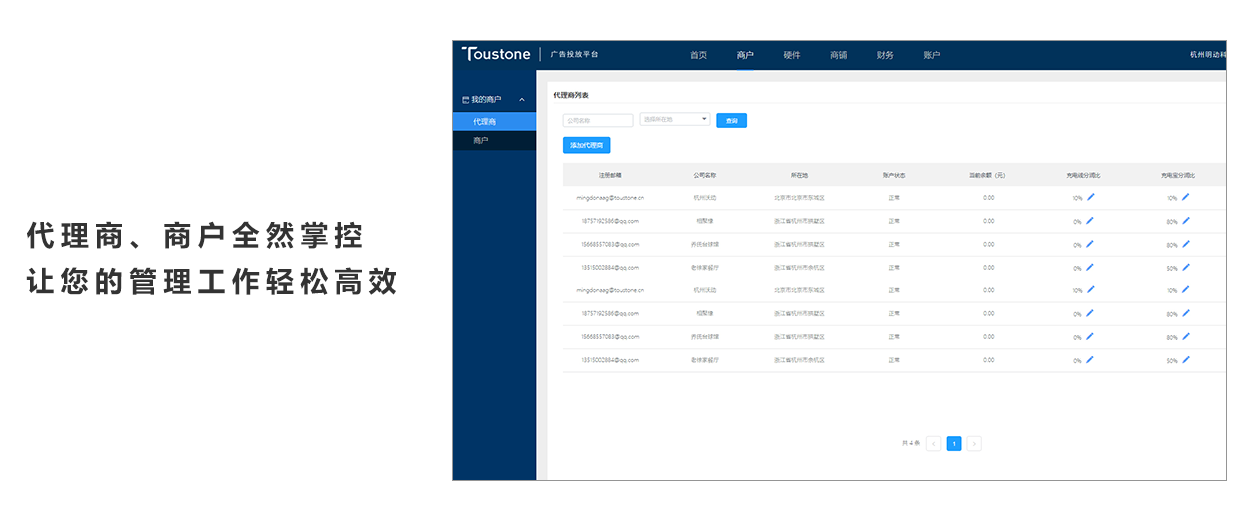 代理商、商户全然掌控
让您的管理工作轻松高效
Toustone
广告投放平台
首页 商户 硬件 商铺 财务 账户
杭州明动科
我的商户
代理商
商户
代理商列表
公司名称 选择所在地 查询
添加代理商
注册邮箱 公司名称 所在地 账户状态 当前余额（元） 充电线分润比 充电宝分润比
mingdonaag@toustone.cn 杭州沃动 北京市北京市东城区 正常 0.00 10% 10%
18757192586@qq.com 相聚缘 浙江省杭州市拱墅区 正常 0.00 0% 80%
15668557083@qq.com 乔氏台球馆 浙江省杭州市拱墅区 正常 0.00 0% 80%
13515002884@qq.com 老徐家餐厅 浙江省杭州市余杭区 正常 0.00 0% 50%
mingdonaag@toustone.cn 杭州沃动 北京市北京市东城区 正常 0.00 10% 10%
18757192586@qq.com 相聚缘 浙江省杭州市拱墅区 正常 0.00 0% 80%
15668557083@qq.com 乔氏台球馆 浙江省杭州市拱墅区 正常 0.00 0% 80%
13515002884@qq.com 老徐家餐厅 浙江省杭州市余杭区 正常 0.00 0% 50%
共 4 条 < 1 >